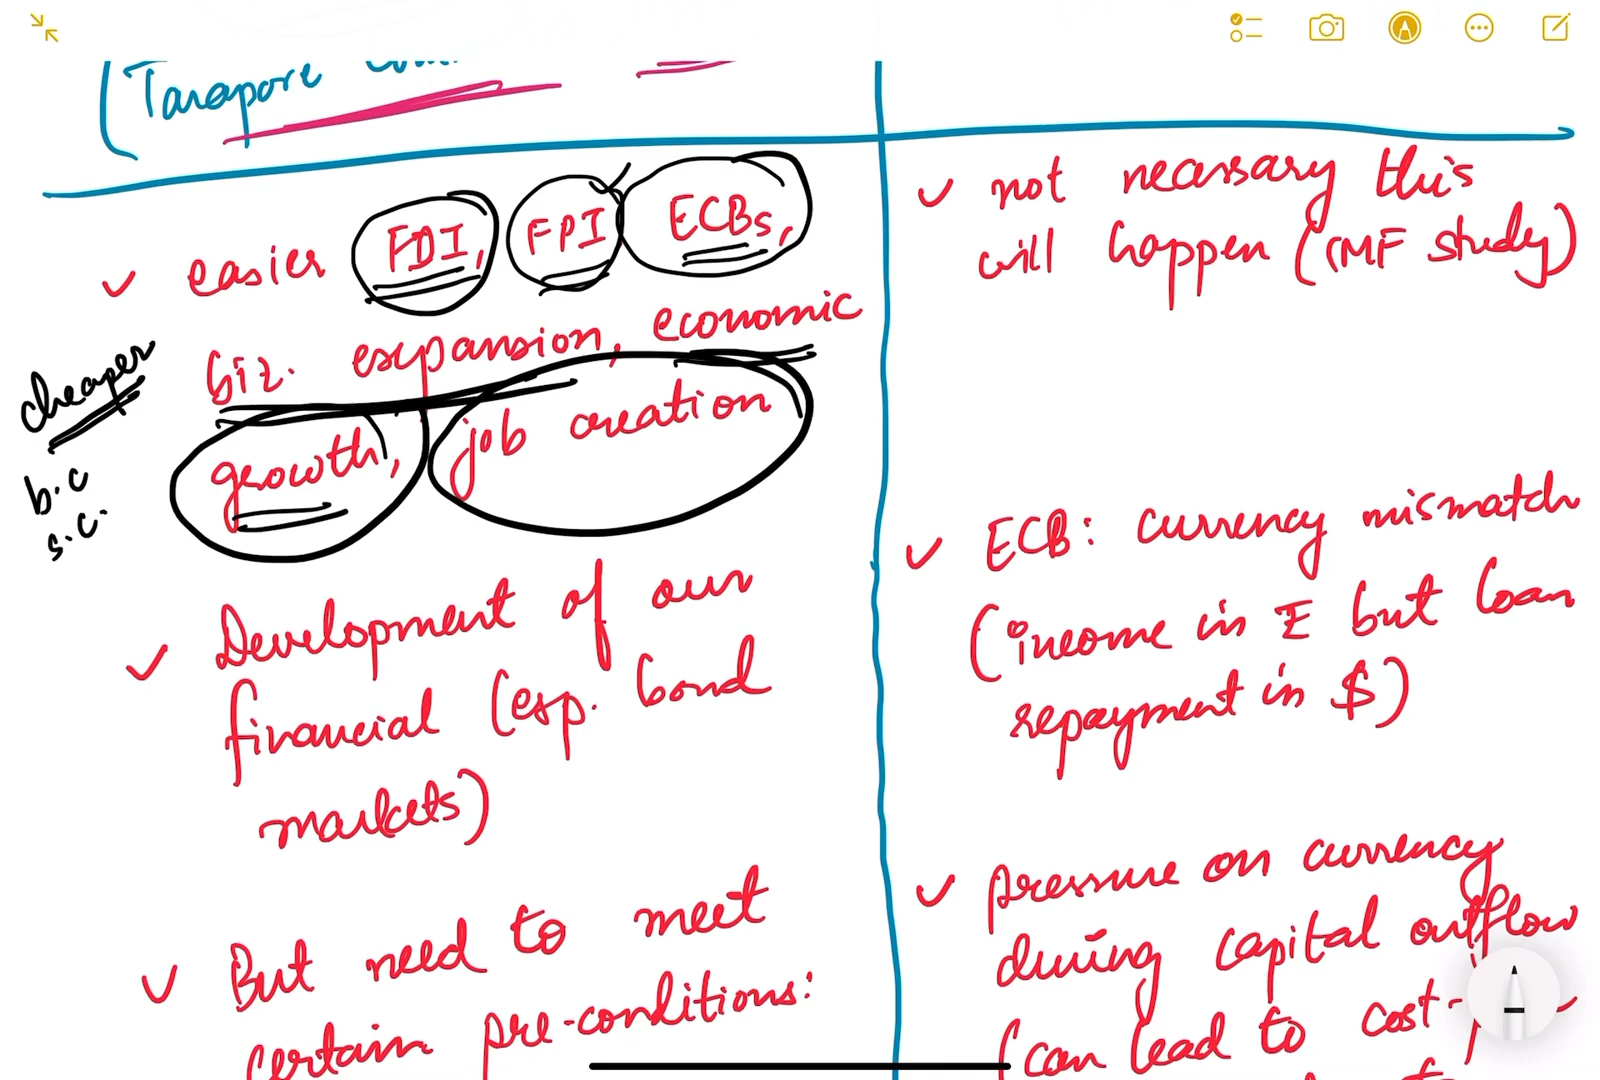 (Tarapore
✓ easier FDI, FPI ECBs,
biz. expansion, economic
growth, job creation
cheaper
b.c
s.c.
✓ Development of our
financial (esp. bond
markets)
✓ But need to meet
certain pre-conditions:
✓ not necessary this
will happen (IMF study)
✓ ECB: currency mismatch
(income in ₹ but loan
repayment in $)
✓ pressure on currency
during capital outflow
(can lead to cost-